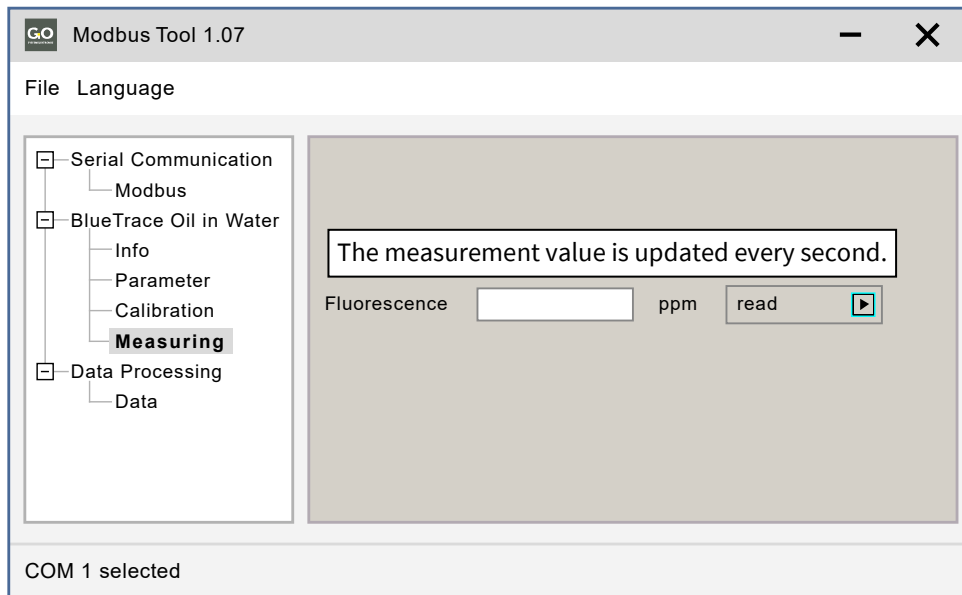 GO
Modbus Tool 1.07
File Language
Serial Communication
Modbus
BlueTrace Oil in Water
Info
Parameter
Calibration
Measuring
Data Processing
Data
The measurement value is updated every second.
Fluorescence ppm read
COM 1 selected